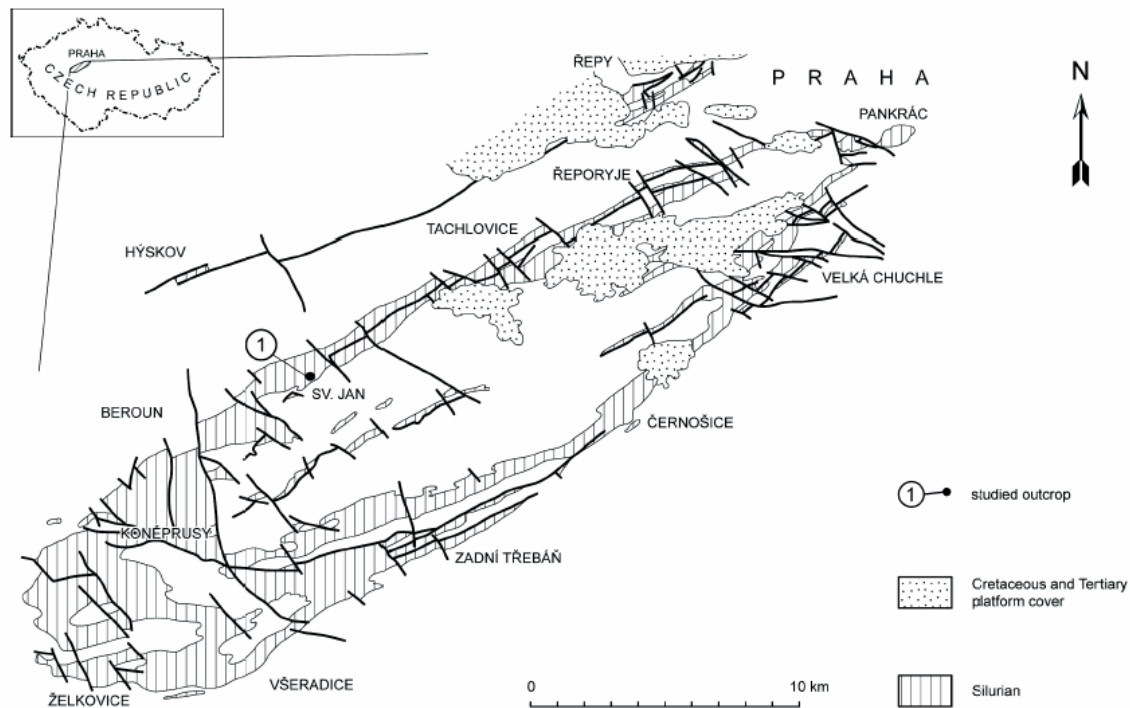 PRAHA
CZECH REPUBLIC
ŘEPY
PRAHA
N
PANKRÁC
ŘEPORYJE
TACHLOVICE
HÝSKOV
VELKÁ CHUCHLE
1
SV. JAN
BEROUN
ČERNOŠICE
1 studied outcrop
KONĚPRUSY
ZADNÍ TŘEBÁŇ
Cretaceous and Tertiary
platform cover
VŠERADICE
ŽELKOVICE
0 10 km
Silurian